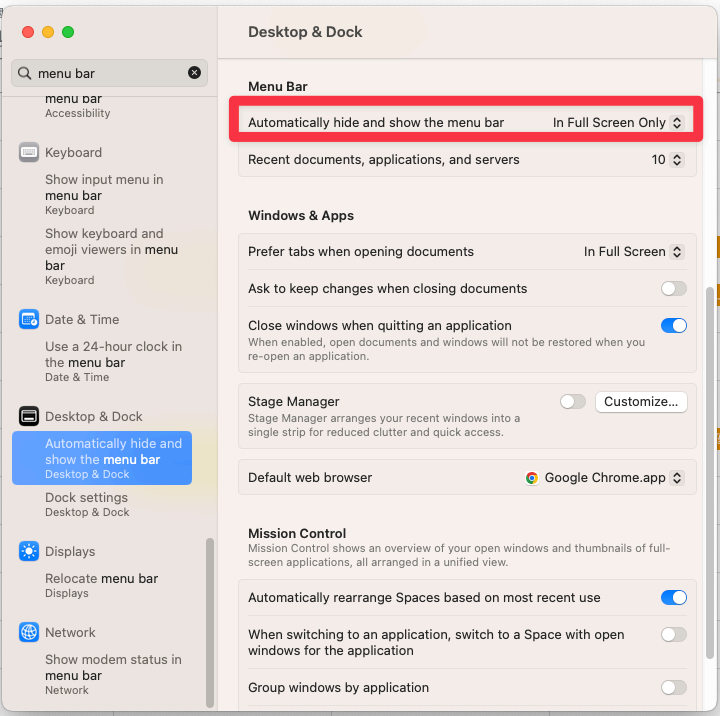 Desktop & Dock
menu bar
menu bar
Accessibility
Keyboard
Show input menu in
menu bar
Keyboard
Show keyboard and
emoji viewers in menu
bar
Keyboard
Date & Time
Use a 24-hour clock in
the menu bar
Date & Time
Desktop & Dock
Automatically hide and
show the menu bar
Desktop & Dock
Dock settings
Desktop & Dock
Displays
Relocate menu bar
Displays
Network
Show modem status in
menu bar
Network
Menu Bar
Automatically hide and show the menu bar In Full Screen Only
Recent documents, applications, and servers 10
Windows & Apps
Prefer tabs when opening documents In Full Screen
Ask to keep changes when closing documents
Close windows when quitting an application
When enabled, open documents and windows will not be restored when you
re-open an application.
Stage Manager Customize...
Stage Manager arranges your recent windows into a
single strip for reduced clutter and quick access.
Default web browser Google Chrome.app
Mission Control
Mission Control shows an overview of your open windows and thumbnails of full-
screen applications, all arranged in a unified view.
Automatically rearrange Spaces based on most recent use
When switching to an application, switch to a Space with open
windows for the application
Group windows by application